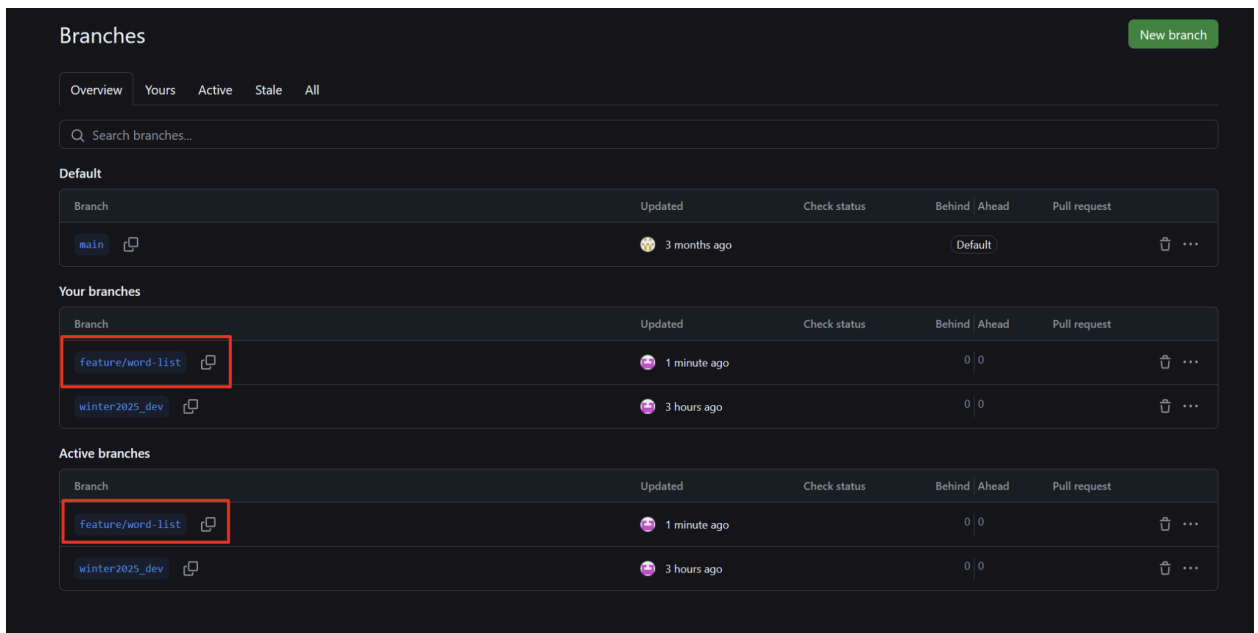 Branches
New branch
Overview Yours Active Stale All
Search branches...
Default
Branch Updated Check status Behind Ahead Pull request
main 3 months ago Default
Your branches
Branch Updated Check status Behind Ahead Pull request
feature/word-list 1 minute ago 0 0
winter2025_dev 3 hours ago 0 0
Active branches
Branch Updated Check status Behind Ahead Pull request
feature/word-list 1 minute ago 0 0
winter2025_dev 3 hours ago 0 0